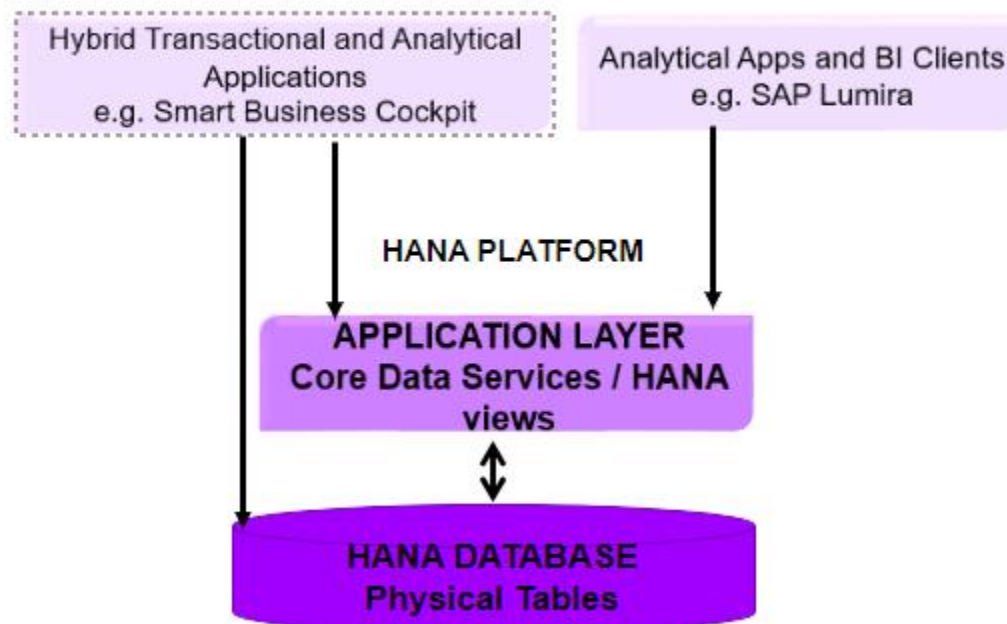 Hybrid Transactional and Analytical
Applications
e.g. Smart Business Cockpit
Analytical Apps and BI Clients
e.g. SAP Lumira
HANA PLATFORM
APPLICATION LAYER
Core Data Services / HANA
views
HANA DATABASE
Physical Tables